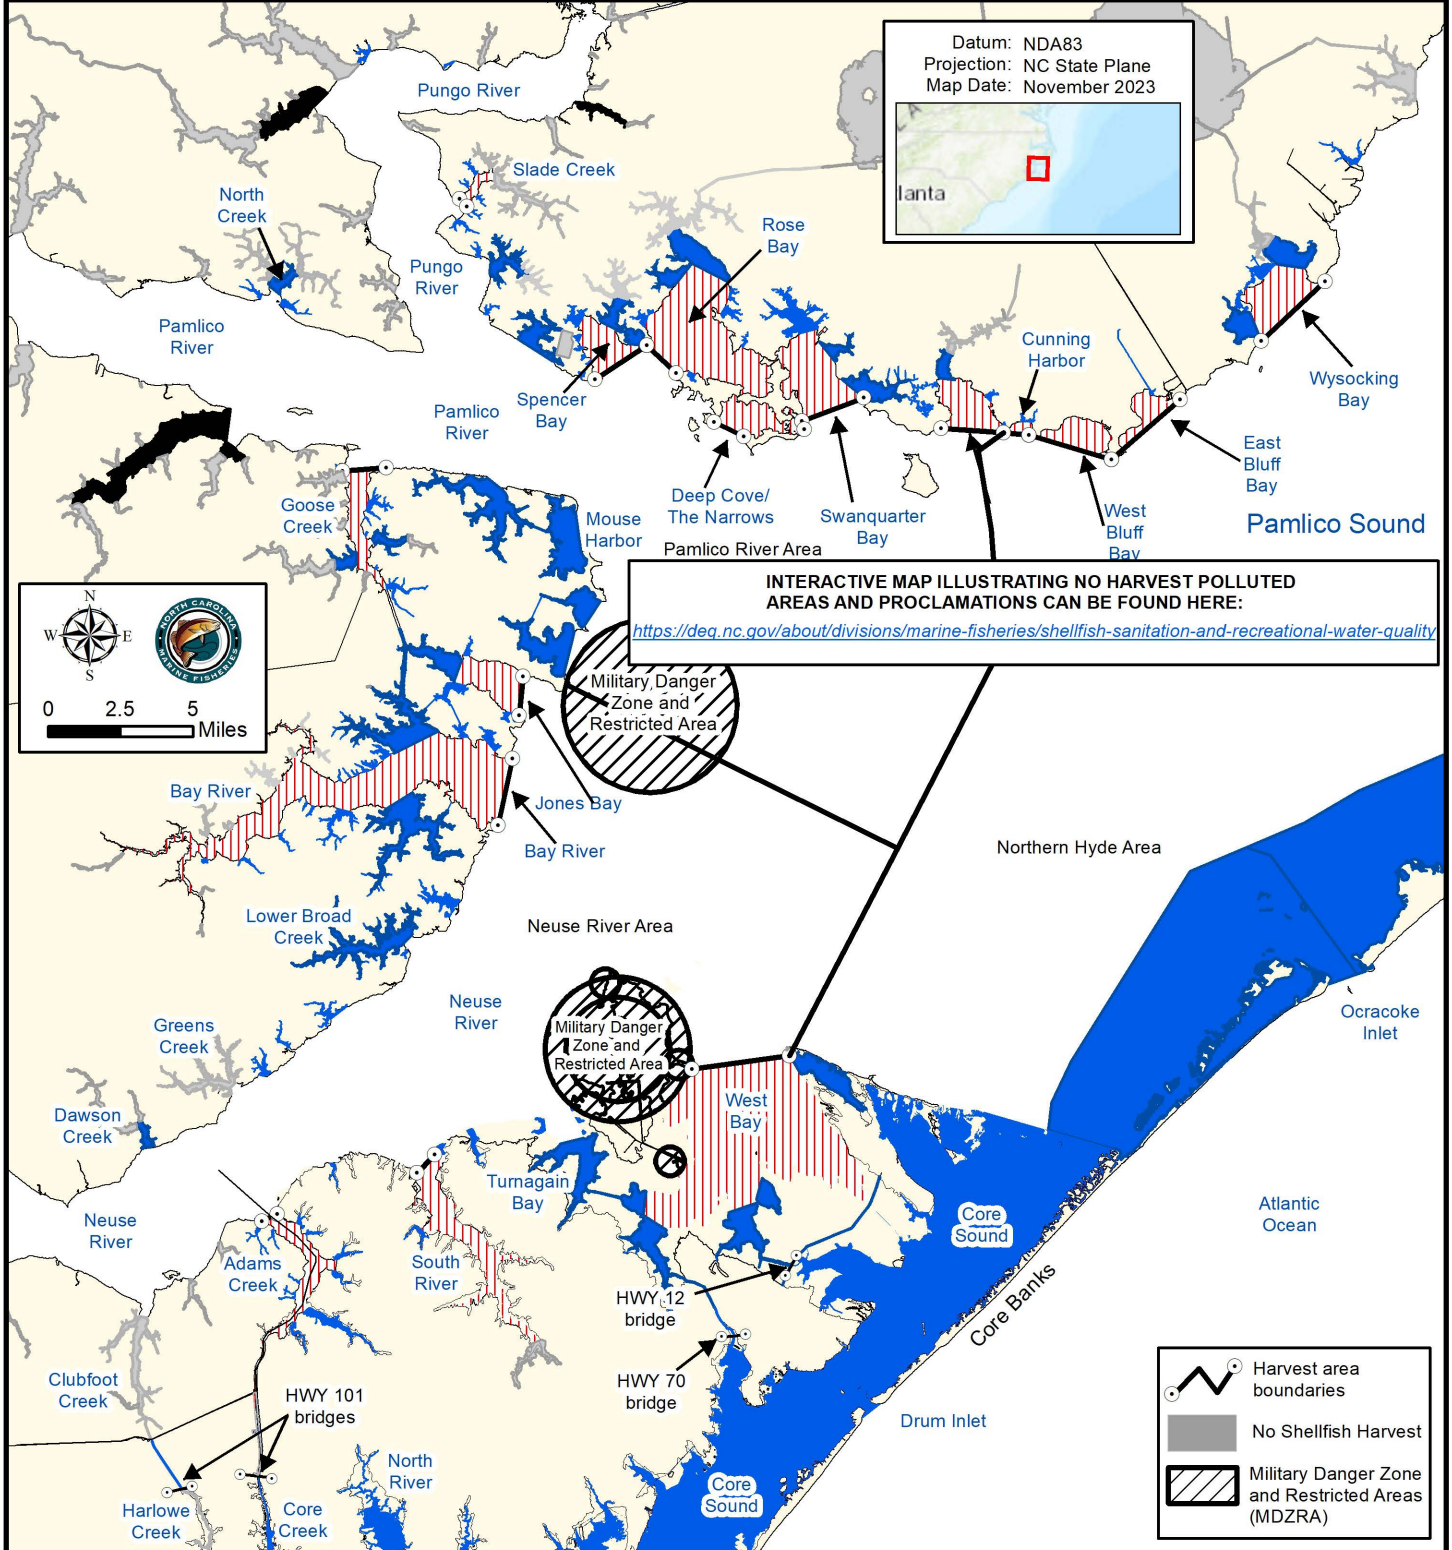 Datum: NDA83
Projection: NC State Plane
Map Date: November 2023
lanta
Pungo River
Slade Creek
North
Creek
Rose
Bay
Pungo
River
Pamlico
River
Cunning
Harbor
Wysocking
Bay
Spencer
Bay
Pamlico
River
East
Bluff
Bay
Deep Cove/
The Narrows
Swanquarter
Bay
West
Bluff
Bay
Pamlico Sound
Goose
Creek
Mouse
Harbor
Pamlico River Area
INTERACTIVE MAP ILLUSTRATING NO HARVEST POLLUTED
AREAS AND PROCLAMATIONS CAN BE FOUND HERE:
https://deq.nc.gov/about/divisions/marine-fisheries/shellfish-sanitation-and-recreational-water-quality
N
W
E
S
NORTH CAROLINA
MARINE FISHERIES
0 2.5 5
Miles
Military Danger
Zone and
Restricted Area
Bay River
Jones Bay
Bay River
Northern Hyde Area
Lower Broad
Creek
Neuse River Area
Neuse
River
Greens
Creek
Military Danger
Zone and
Restricted Area
Ocracoke
Inlet
Dawson
Creek
West
Bay
Turnagain
Bay
Neuse
River
Core
Sound
Atlantic
Ocean
Adams
Creek
South
River
HWY 12
bridge
Core Banks
Clubfoot
Creek
HWY 101
bridges
HWY 70
bridge
Drum Inlet
North
River
Core
Sound
Harlowe
Creek
Core
Creek
Harvest area
boundaries
No Shellfish Harvest
Military Danger Zone
and Restricted Areas
(MDZRA)